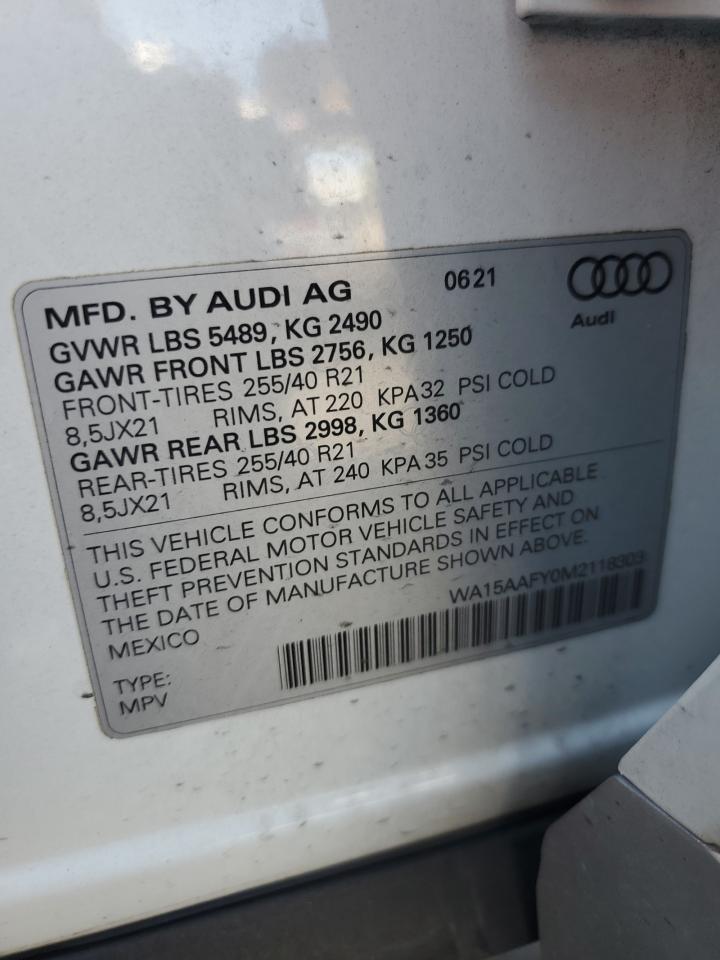 MFD. BY AUDI AG 0621
Audi
GVWR LBS 5489, KG 2490
GAWR FRONT LBS 2756, KG 1250
FRONT-TIRES 255/40 R21
8,5JX21 RIMS, AT 220 KPA32 PSI COLD
GAWR REAR LBS 2998, KG 1360
REAR-TIRES 255/40 R21
8,5JX21 RIMS, AT 240 KPA35 PSI COLD
THIS VEHICLE CONFORMS TO ALL APPLICABLE
U.S. FEDERAL MOTOR VEHICLE SAFETY AND
THEFT PREVENTION STANDARDS IN EFFECT ON
THE DATE OF MANUFACTURE SHOWN ABOVE.
MEXICO WA15AAFY0M2118303
TYPE:
MPV